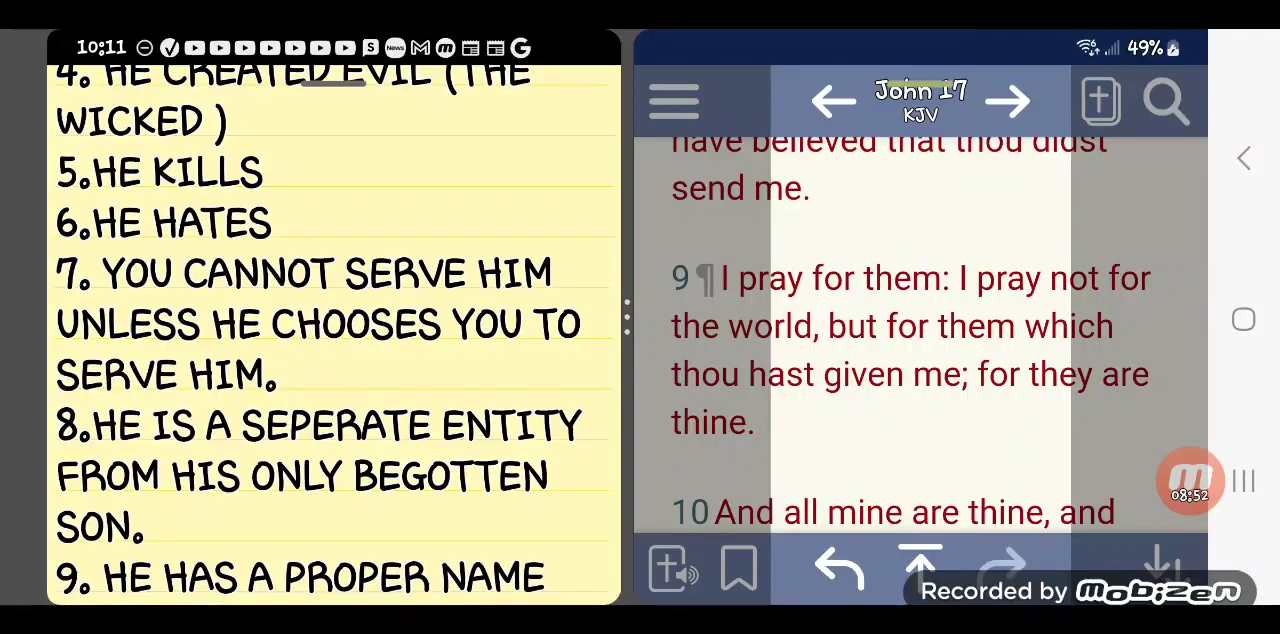 10:11
S
News
M
m
G
4. HE CREATED EVIL (THE
WICKED )
5.HE KILLS
6.HE HATES
7. YOU CANNOT SERVE HIM
UNLESS HE CHOOSES YOU TO
SERVE HIM.
8.HE IS A SEPERATE ENTITY
FROM HIS ONLY BEGOTTEN
SON.
9. HE HAS A PROPER NAME
49%
John 17
KJV
have believed that thou didst
send me.
9 ¶ I pray for them: I pray not for
the world, but for them which
thou hast given me; for they are
thine.
10 And all mine are thine, and
m
08:52
Recorded by Mobizen